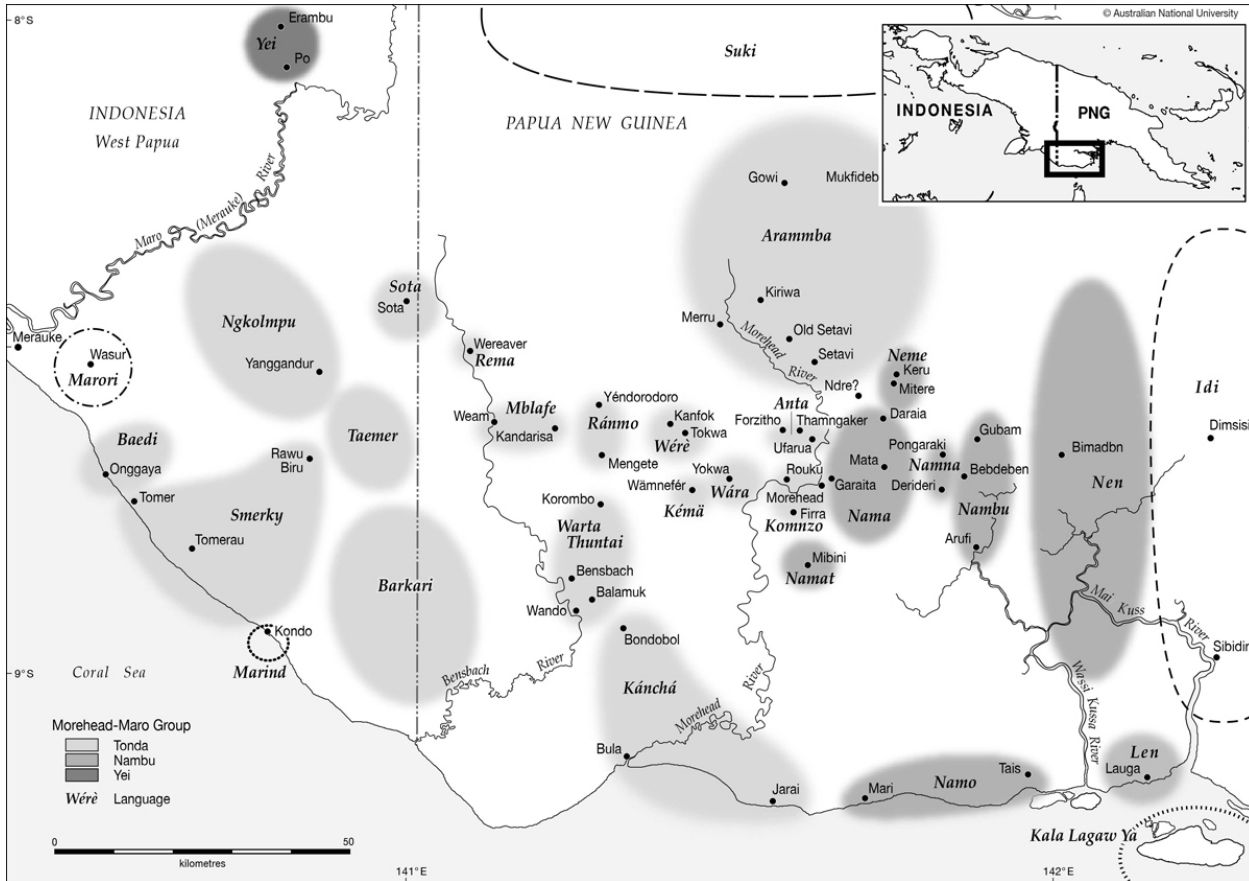 8°S
© Australian National University
Erambu
Yei
Po
Suki
INDONESIA
West Papua
PAPUA NEW GUINEA
INDONESIA
PNG
Maro (Merauke) River
Gowi
Mukfideb
Arammba
Sota
Sota
Ngkolmpu
Kiriwa
Merru
Morehead River
Old Setavi
Setavi
Merauke
Wasur
Marori
Yanggandur
Wereaver
Rema
Neme
Keru
Mitere
Ndre?
Idi
Weam
Mblafe
Kandarisa
Yéndorodoro
Ránmo
Mengete
Kanfok
Tokwa
Wérè
Anta
Forzitho
Thamngaker
Ufarua
Daraia
Gubam
Dimsisi
Baedi
Onggaya
Taemer
Rawu
Biru
Pongaraki
Namna
Derideri
Bebdeben
Nambu
Bimadbn
Nen
Mata
Yokwa
Wämnefér
Wára
Kémä
Rouku
Morehead
Garaita
Nama
Firra
Komnzo
Tomer
Smerky
Tomerau
Korombo
Warta
Thuntai
Arufi
Mibini
Namat
Barkari
Bensbach
Balamuk
Wando
Bondobol
Mai Kuss River
Kondo
Marind
Sibidir
9°S
Coral Sea
Bensbach River
Kánchá
Morehead River
Wassi Kussa River
Morehead-Maro Group
Tonda
Nambu
Yei
Wérè Language
Bula
Jarai
Mari
Namo
Tais
Len
Lauga
Kala Lagaw Ya
0 50
kilometres
141°E
142°E